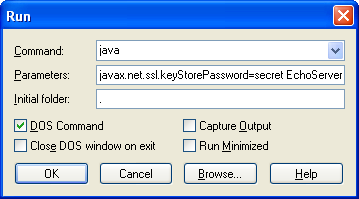 Run
Command:
java
Parameters:
javax.net.ssl.keyStorePassword=secret EchoServer
Initial folder:
.
DOS Command
Capture Output
Close DOS window on exit
Run Minimized
OK
Cancel
Browse...
Help